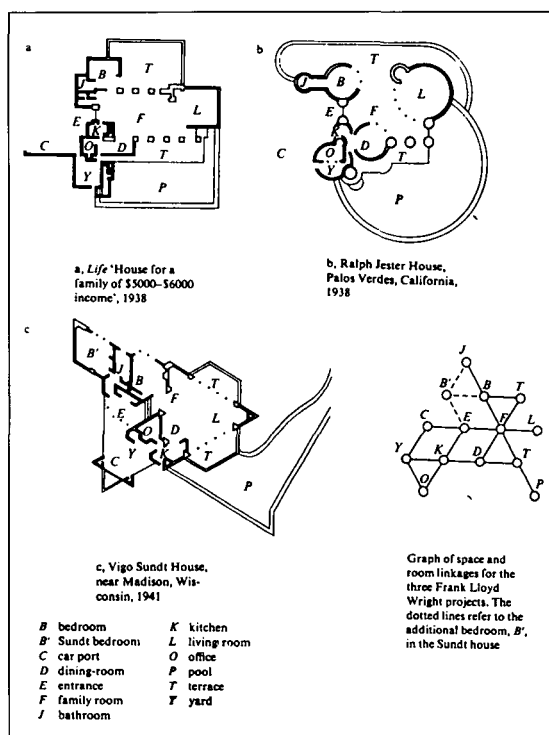 a
B
T
J
L
E
K
F
C
O
D
T
Y
P
a, Life 'House for a
family of $5000–$6000
income', 1938
b
T
J
B
L
E
F
K
C
O
D
T
Y
P
b, Ralph Jester House,
Palos Verdes, California,
1938
c
B'
J
B
T
F
E
L
O
D
Y
K
T
C
P
c, Vigo Sundt House,
near Madison, Wis-
consin, 1941
J
B'
B
T
C
E
F
L
Y
K
D
T
O
P
Graph of space and
room linkages for the
three Frank Lloyd
Wright projects. The
dotted lines refer to the
additional bedroom, B',
in the Sundt house
B bedroom
B' Sundt bedroom
C car port
D dining-room
E entrance
F family room
J bathroom
K kitchen
L living room
O office
P pool
T terrace
Y yard